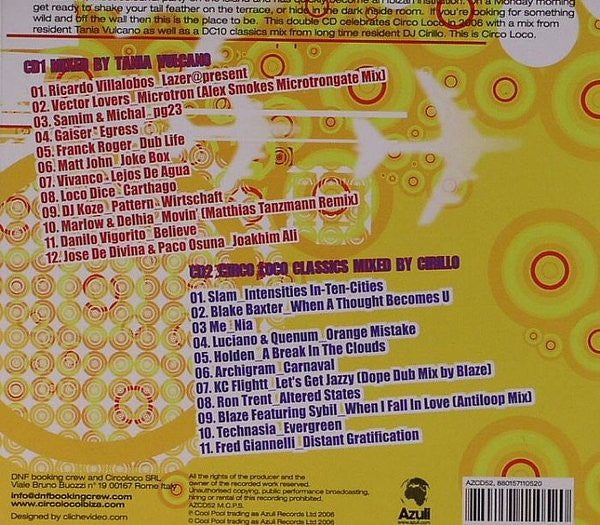 get ready to shake your tail feather on the terrace, or hide in the dark inside room. If you're looking for something
wild and off the wall then this is the place to be. This double CD celebrates Circo Loco in 2006 with a mix from
resident Tania Vulcano as well as a DC10 classics mix from long time resident DJ Cirillo. This is Circo Loco.
CD1 MIXED BY TANIA VULCANO
01. Ricardo Villalobos_Lazer@present
02. Vector Lovers_Microtron (Alex Smokes Microtrongate Mix)
03. Samim & Michal_pg23
04. Gaiser_Egress
05. Franck Roger_Dub Life
06. Matt John_Joke Box
07. Vivanco_Lejos De Agua
08. Loco Dice_Carthago
09. DJ Koze_Pattern_Wirtschaft
10. Marlow & Delhia_Movin' (Matthias Tanzmann Remix)
11. Danilo Vigorito_Believe
12. Jose De Divina & Paco Osuna_Joakhim Ali
CD2 CIRCO LOCO CLASSICS MIXED BY CIRILLO
01. Slam_Intensities In-Ten-Cities
02. Blake Baxter_When A Thought Becomes U
03 Me_Nia
04. Luciano & Quenum_Orange Mistake
05. Holden_A Break In The Clouds
06. Archigram_Carnaval
07. KC Flightt_Let's Get Jazzy (Dope Dub Mix by Blaze)
08. Ron Trent_Altered States
09. Blaze Featuring Sybil_When I Fall In Love (Antiloop Mix)
10. Technasia_Evergreen
11. Fred Giannelli_Distant Gratification
DNF booking crew and Circoloco SRL
Viale Bruno Buozzi n° 19 00167 Rome Italy
info@dnfbookingcrew.com
www.circolocoibiza.com
Design by clichevideo.com
All the rights of the producer and the
owner of the recorded work reserved.
Unauthorised copying, public performance broadcasting,
hiring or rental of this recording prohibited.
AZCD52 M.C.P.S.
℗ Cool Pool trading as Azuli Records Ltd 2006
© Cool Pool trading as Azuli Records Ltd 2006
Azuli
www.azuli.com
AZCD52, 880157110520